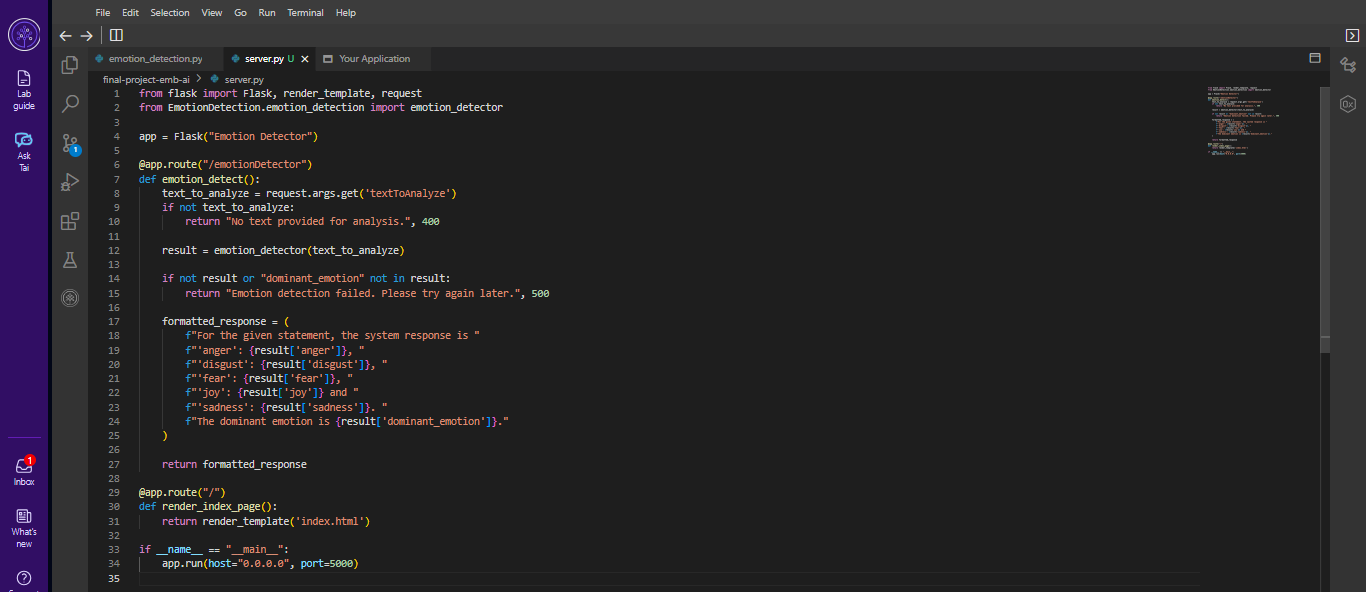 File Edit Selection View Go Run Terminal Help
Lab guide
Ask Tai
1
Inbox
1
What's new
emotion_detection.py
server.py U
Your Application
final-project-emb-ai > server.py
1 from flask import Flask, render_template, request
2 from EmotionDetection.emotion_detection import emotion_detector
3
4 app = Flask("Emotion Detector")
5
6 @app.route("/emotionDetector")
7 def emotion_detect():
8     text_to_analyze = request.args.get('textToAnalyze')
9     if not text_to_analyze:
10         return "No text provided for analysis.", 400
11
12     result = emotion_detector(text_to_analyze)
13
14     if not result or "dominant_emotion" not in result:
15         return "Emotion detection failed. Please try again later.", 500
16
17     formatted_response = (
18         f"For the given statement, the system response is "
19         f"'anger': {result['anger']}, "
20         f"'disgust': {result['disgust']}, "
21         f"'fear': {result['fear']}, "
22         f"'joy': {result['joy']} and "
23         f"'sadness': {result['sadness']}. "
24         f"The dominant emotion is {result['dominant_emotion']}."
25     )
26
27     return formatted_response
28
29 @app.route("/")
30 def render_index_page():
31     return render_template('index.html')
32
33 if __name__ == "__main__":
34     app.run(host="0.0.0.0", port=5000)
35